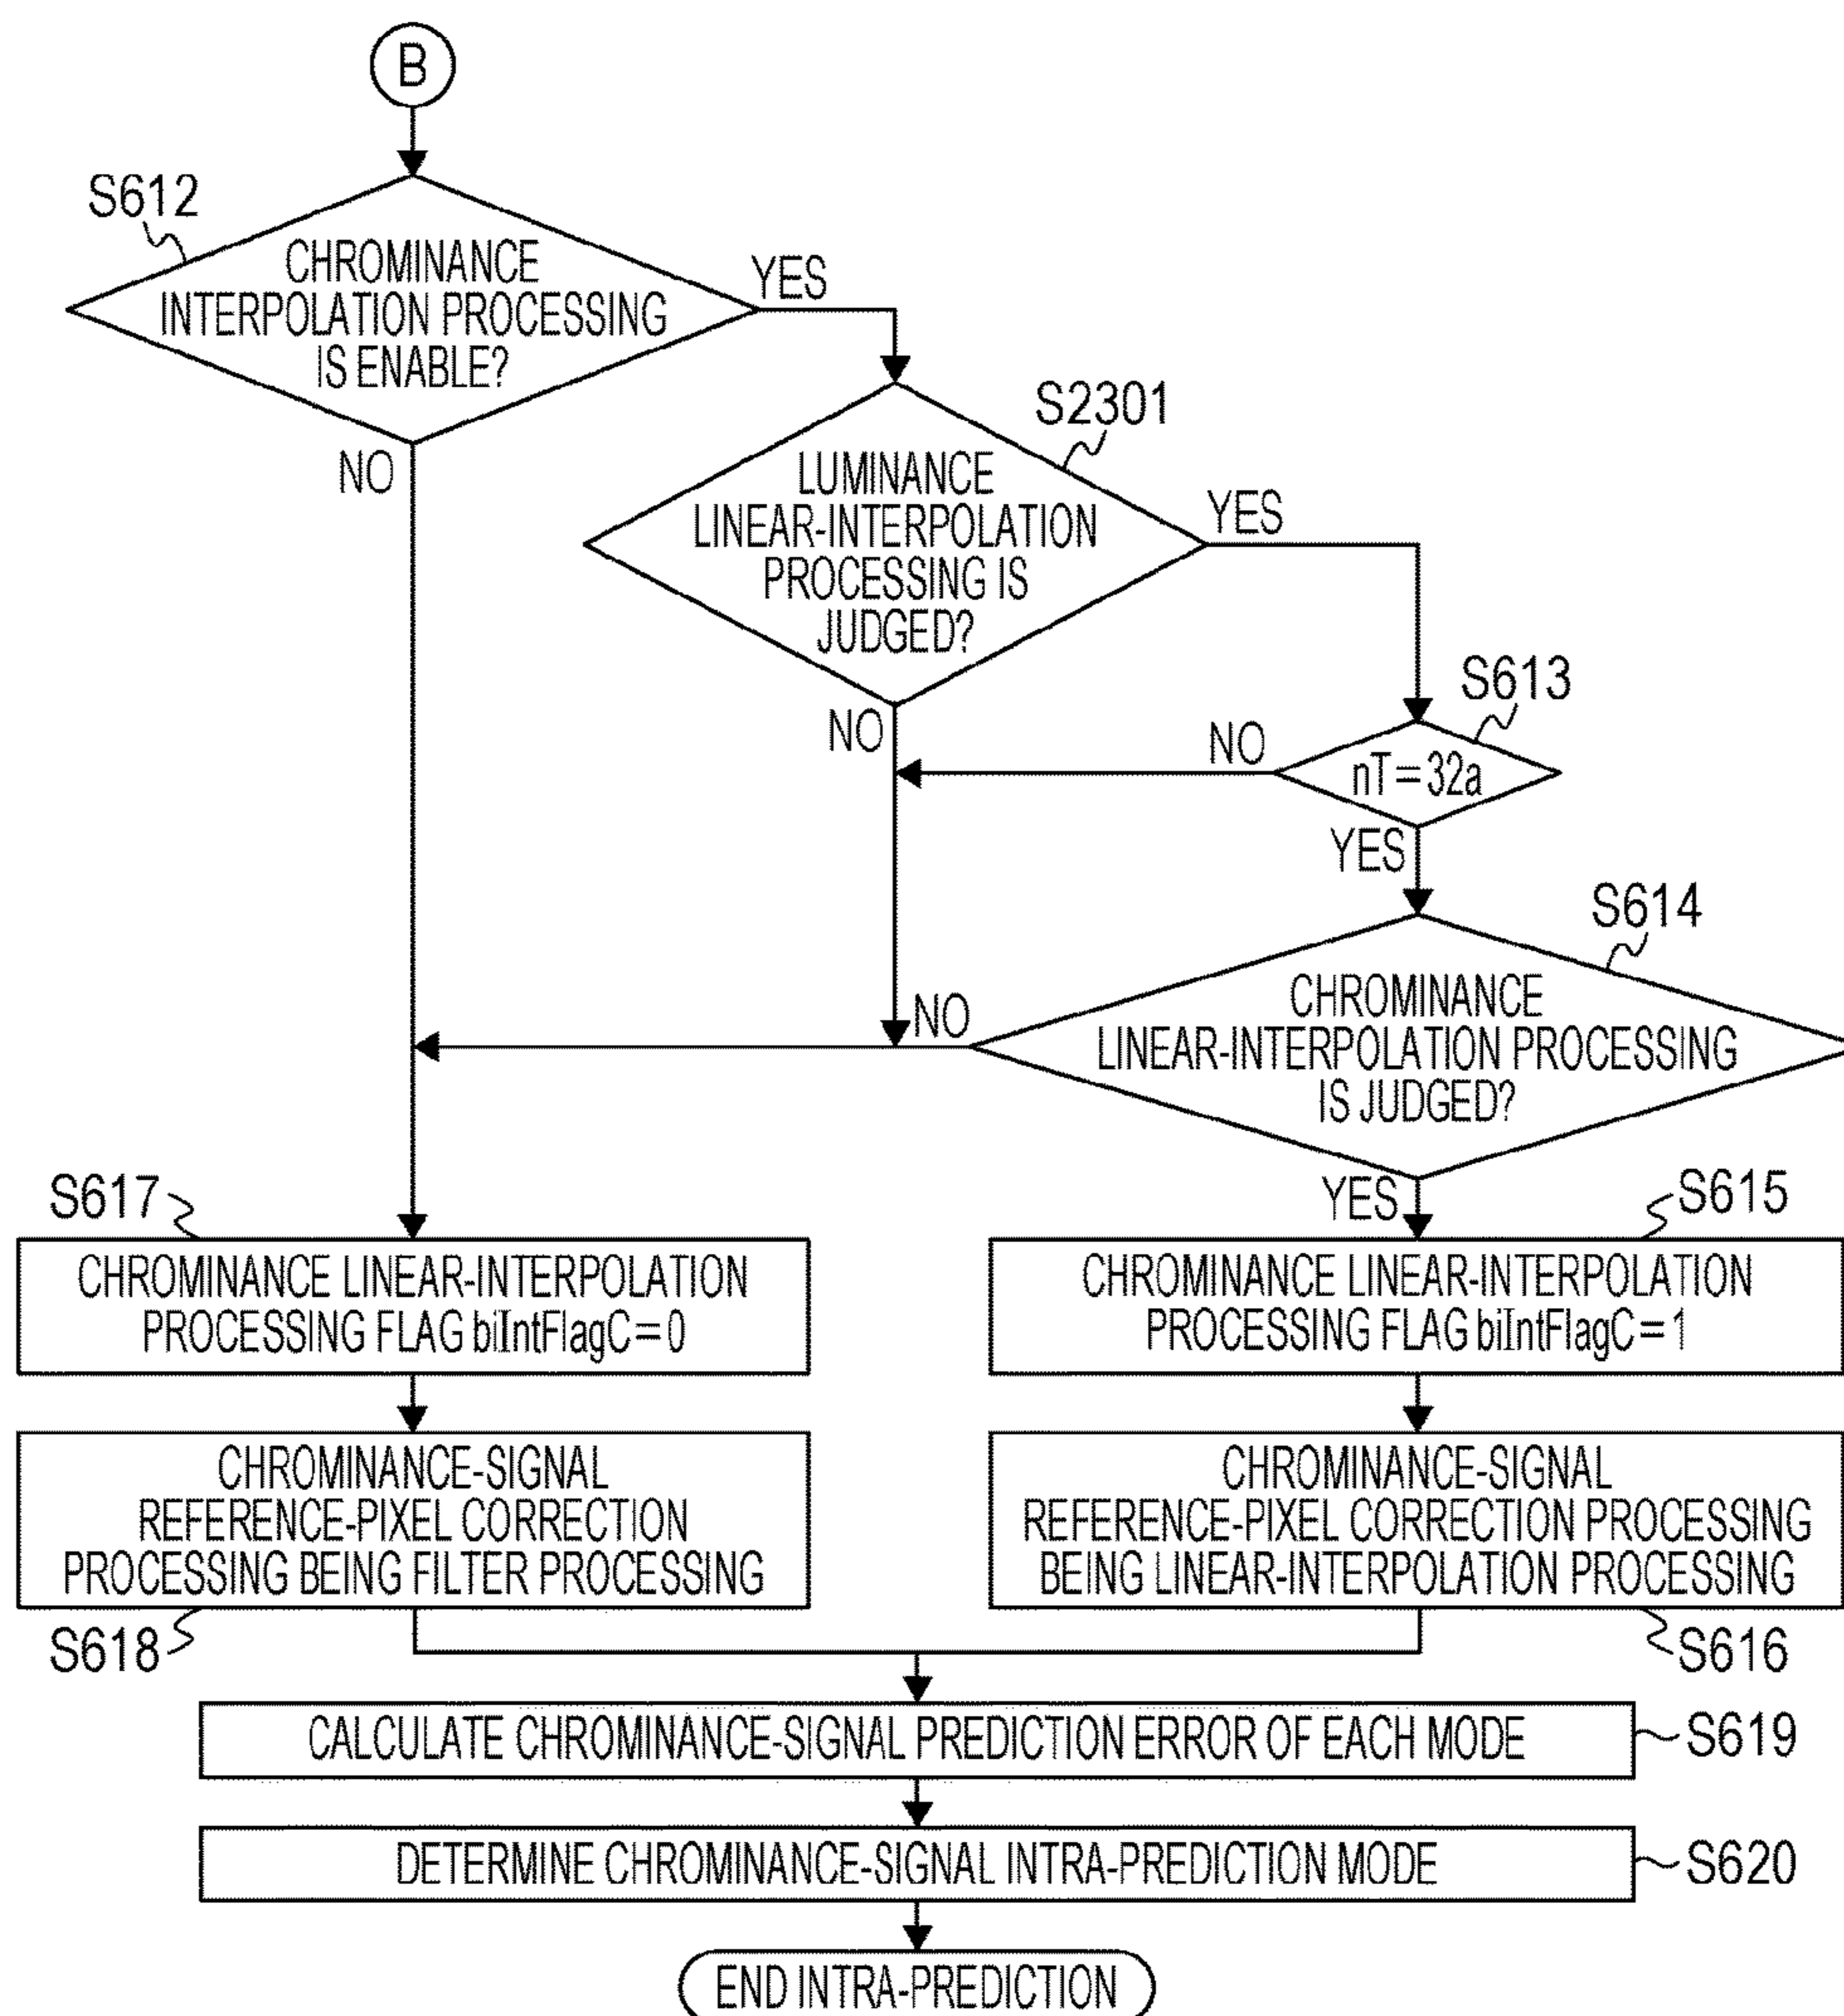 B
S612
CHROMINANCE
INTERPOLATION PROCESSING
IS ENABLE?
YES
NO
S2301
LUMINANCE
LINEAR-INTERPOLATION
PROCESSING IS
JUDGED?
YES
NO
S613
nT=32a
NO
YES
S614
CHROMINANCE
LINEAR-INTERPOLATION PROCESSING
IS JUDGED?
NO
YES
S617
CHROMINANCE LINEAR-INTERPOLATION
PROCESSING FLAG biIntFlagC=0
S615
CHROMINANCE LINEAR-INTERPOLATION
PROCESSING FLAG biIntFlagC=1
CHROMINANCE-SIGNAL
REFERENCE-PIXEL CORRECTION
PROCESSING BEING FILTER PROCESSING
S618
CHROMINANCE-SIGNAL
REFERENCE-PIXEL CORRECTION PROCESSING
BEING LINEAR-INTERPOLATION PROCESSING
S616
CALCULATE CHROMINANCE-SIGNAL PREDICTION ERROR OF EACH MODE
S619
DETERMINE CHROMINANCE-SIGNAL INTRA-PREDICTION MODE
S620
END INTRA-PREDICTION